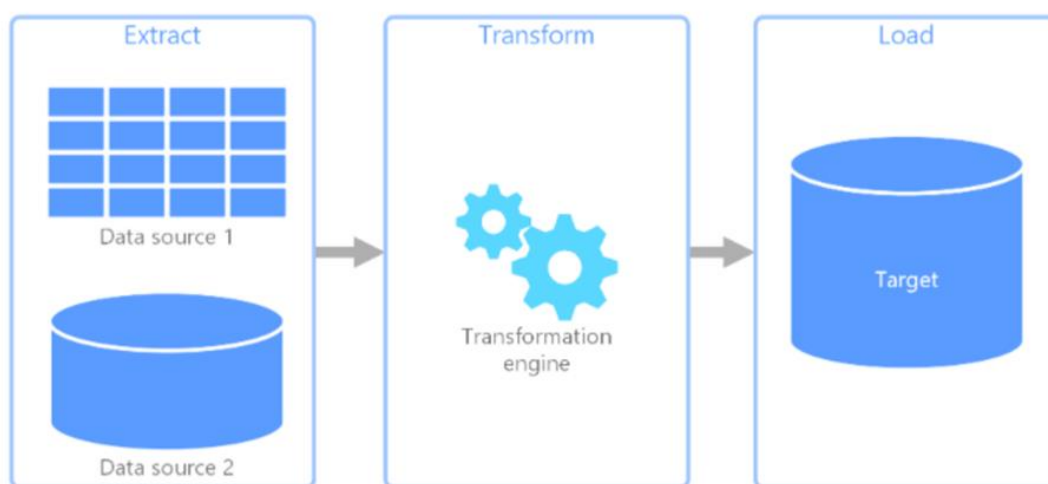 Extract
Data source 1
Data source 2
Transform
Transformation
engine
Load
Target